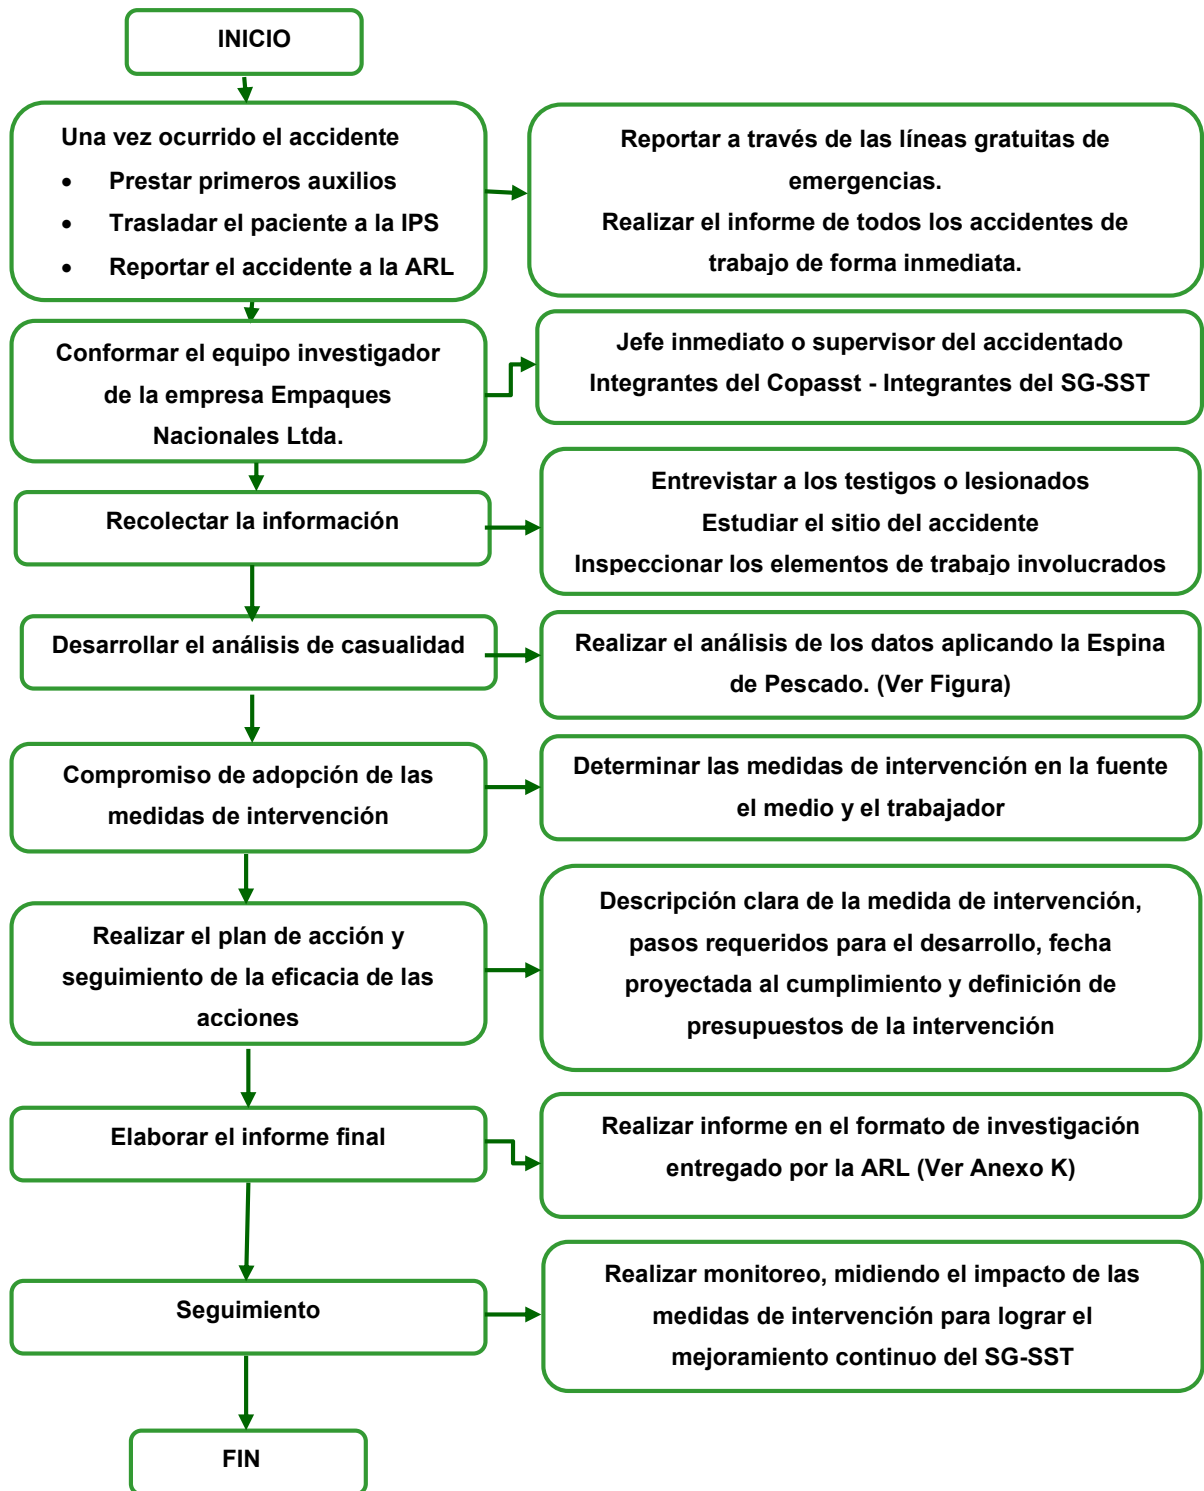 INICIO
Una vez ocurrido el accidente
• Prestar primeros auxilios
• Trasladar el paciente a la IPS
• Reportar el accidente a la ARL
Reportar a través de las líneas gratuitas de
emergencias.
Realizar el informe de todos los accidentes de
trabajo de forma inmediata.
Conformar el equipo investigador
de la empresa Empaques
Nacionales Ltda.
Jefe inmediato o supervisor del accidentado
Integrantes del Copasst - Integrantes del SG-SST
Recolectar la información
Entrevistar a los testigos o lesionados
Estudiar el sitio del accidente
Inspeccionar los elementos de trabajo involucrados
Desarrollar el análisis de casualidad
Realizar el análisis de los datos aplicando la Espina
de Pescado. (Ver Figura)
Compromiso de adopción de las
medidas de intervención
Determinar las medidas de intervención en la fuente
el medio y el trabajador
Realizar el plan de acción y
seguimiento de la eficacia de las
acciones
Descripción clara de la medida de intervención,
pasos requeridos para el desarrollo, fecha
proyectada al cumplimiento y definición de
presupuestos de la intervención
Elaborar el informe final
Realizar informe en el formato de investigación
entregado por la ARL (Ver Anexo K)
Seguimiento
Realizar monitoreo, midiendo el impacto de las
medidas de intervención para lograr el
mejoramiento continuo del SG-SST
FIN